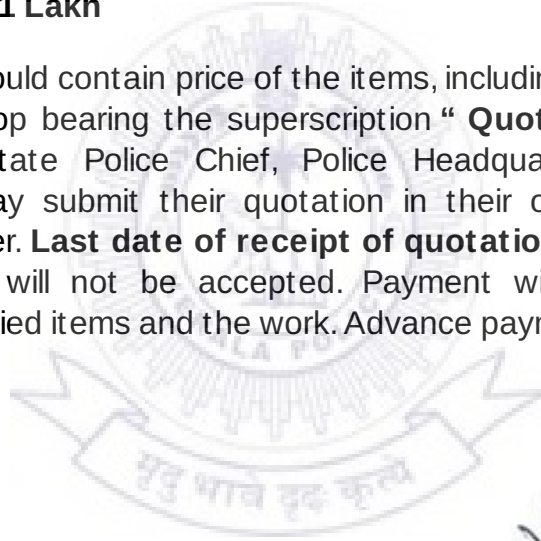 1 Lakh
ould contain price of the items, includin
op bearing the superscription “ Quot
tate Police Chief, Police Headqua
ay submit their quotation in their o
er. Last date of receipt of quotatio
will not be accepted. Payment wi
ied items and the work. Advance payn
ALA PO
मृदु भावे दृढ कृत्ये